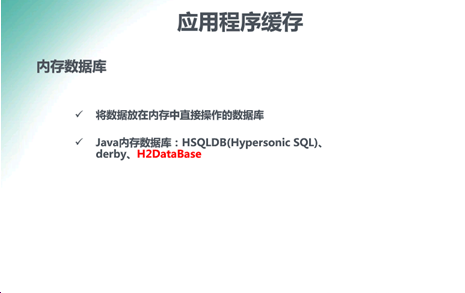 应用程序缓存
内存数据库
✓ 将数据放在内存中直接操作的数据库
✓ Java内存数据库：HSQLDB(Hypersonic SQL)、
derby、H2DataBase